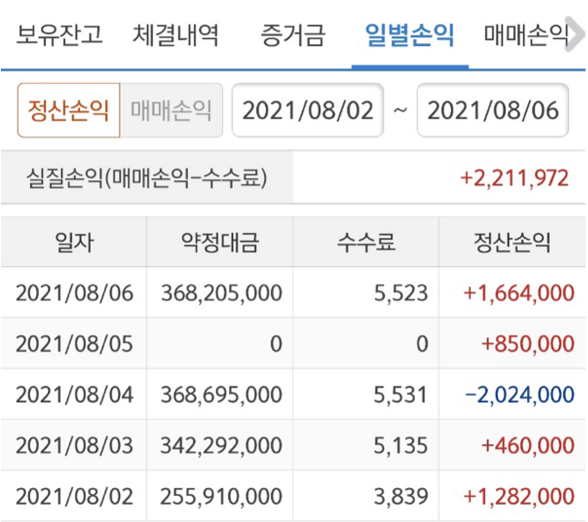 보유잔고 체결내역 증거금 일별손익 매매손익
정산손익 매매손익 2021/08/02 ~ 2021/08/06
실질손익(매매손익-수수료) +2,211,972
일자 약정대금 수수료 정산손익
2021/08/06 368,205,000 5,523 +1,664,000
2021/08/05 0 0 +850,000
2021/08/04 368,695,000 5,531 -2,024,000
2021/08/03 342,292,000 5,135 +460,000
2021/08/02 255,910,000 3,839 +1,282,000